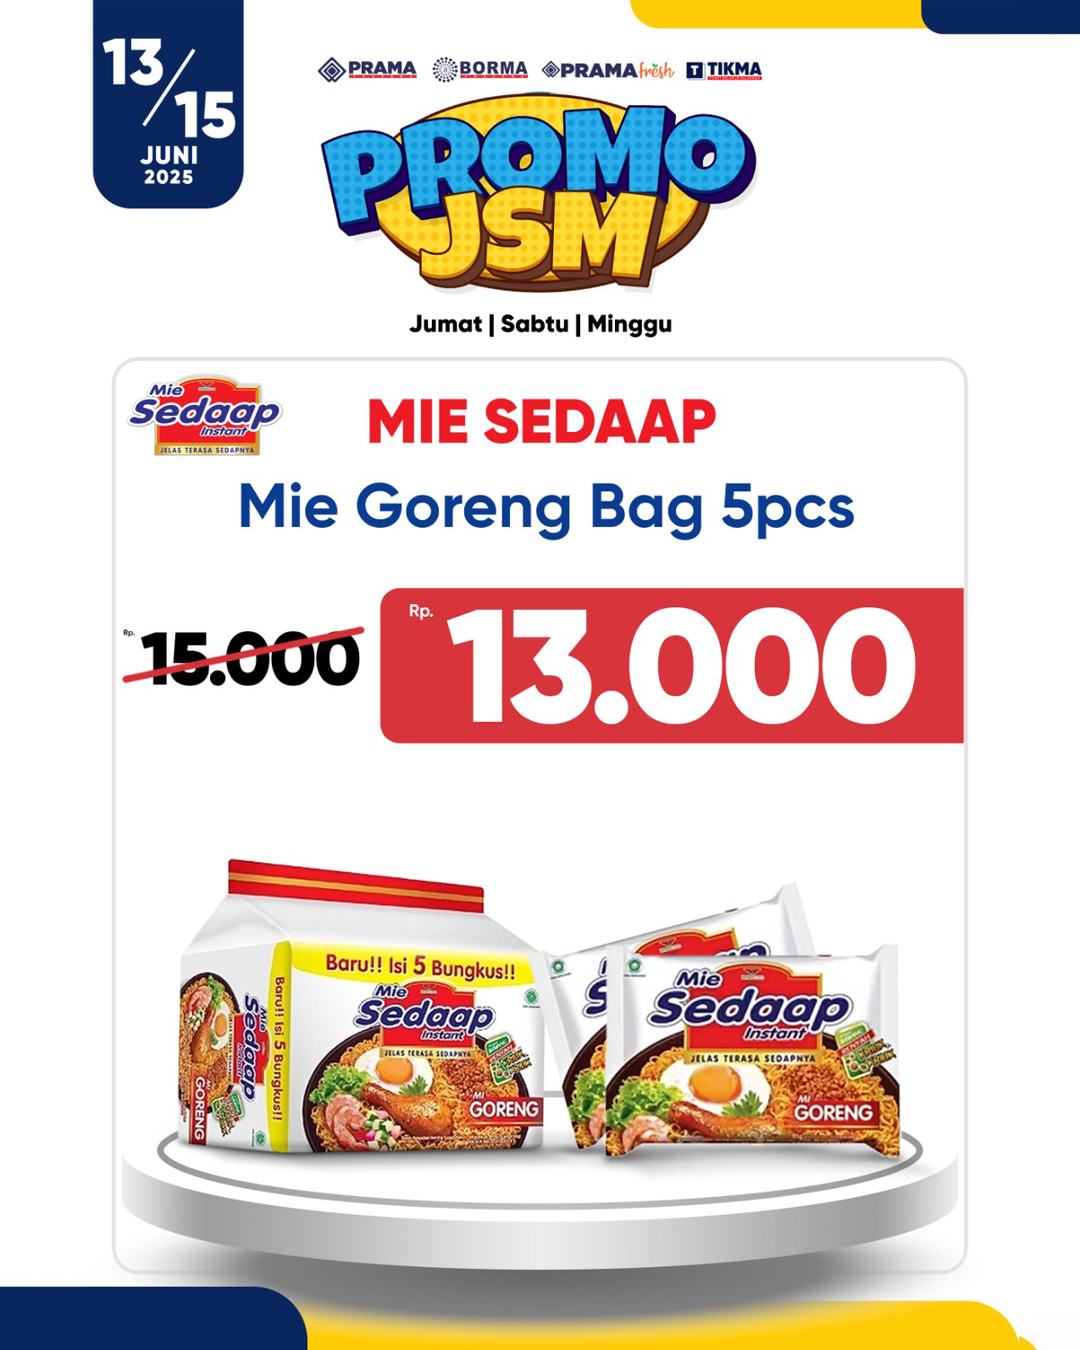 13/15
JUNI
2025
PRAMA BORMA PRAMA fresh TIKMA
PROMO
JSM
Jumat | Sabtu | Minggu
Mie
Sedaap
Instant
JELAS TERASA SEDAPNYA
MIE SEDAAP
Mie Goreng Bag 5pcs
Rp. 15.000
Rp. 13.000
Baru!! Isi 5 Bungkus!!
Mie
Sedaap
Instant
JELAS TERASA SEDAPNYA
MI
GORENG
Baru!! Isi 5 Bungkus!!
Mie
Sedaap
Instant
MI
GORENG
Mie
Sedaap
Instant
JELAS TERASA SEDAPNYA
MI
GORENG